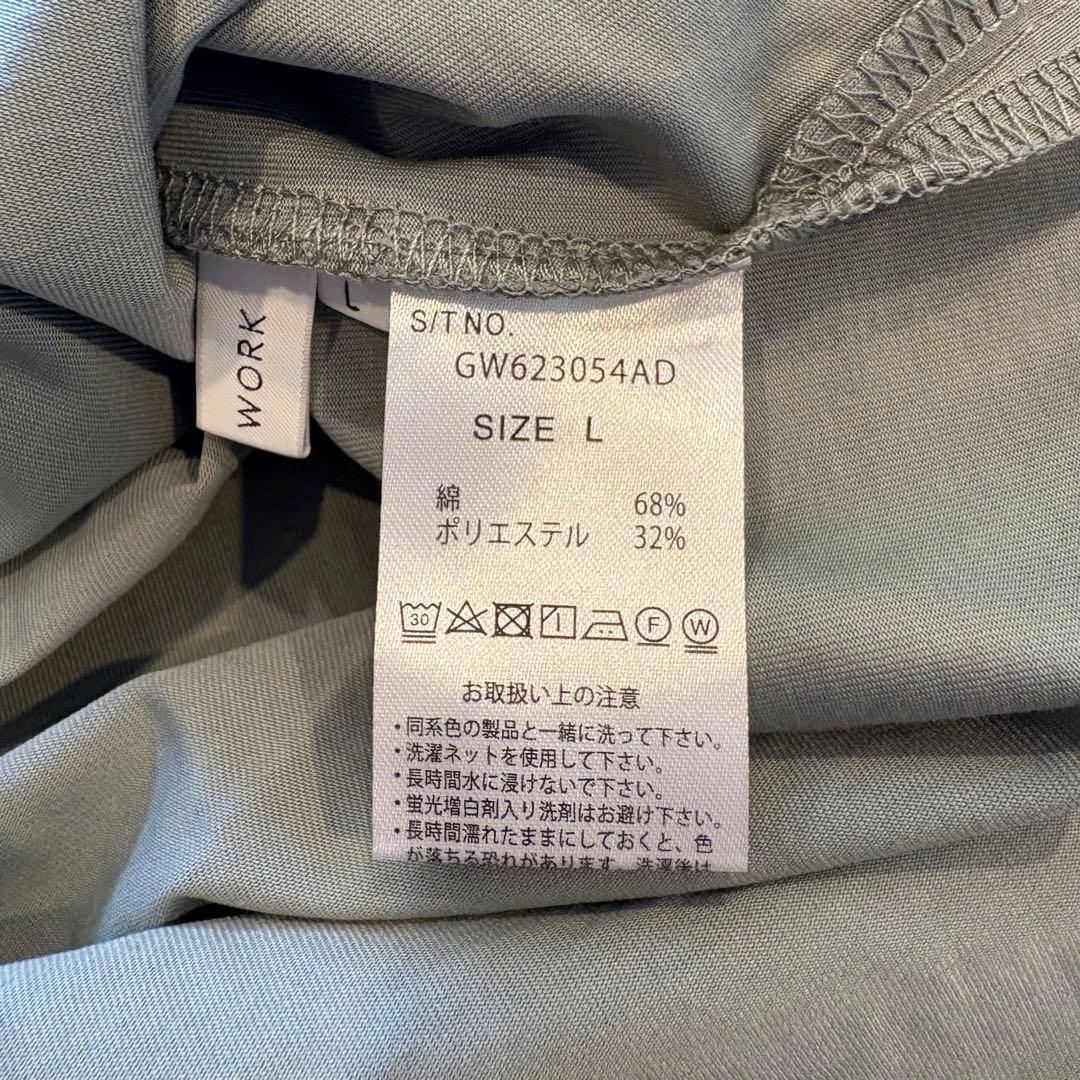 WORK
L
S/T NO.
GW623054AD
SIZE L
綿 68%
ポリエステル 32%
30 F W
お取扱い上の注意
・同系色の製品と一緒に洗って下さい。
・洗濯ネットを使用して下さい。
・長時間水に浸けないで下さい。
・蛍光増白剤入り洗剤はお避け下さい。
・長時間濡れたままにしておくと、色
が落ちる恐れがあります。洗濯後は